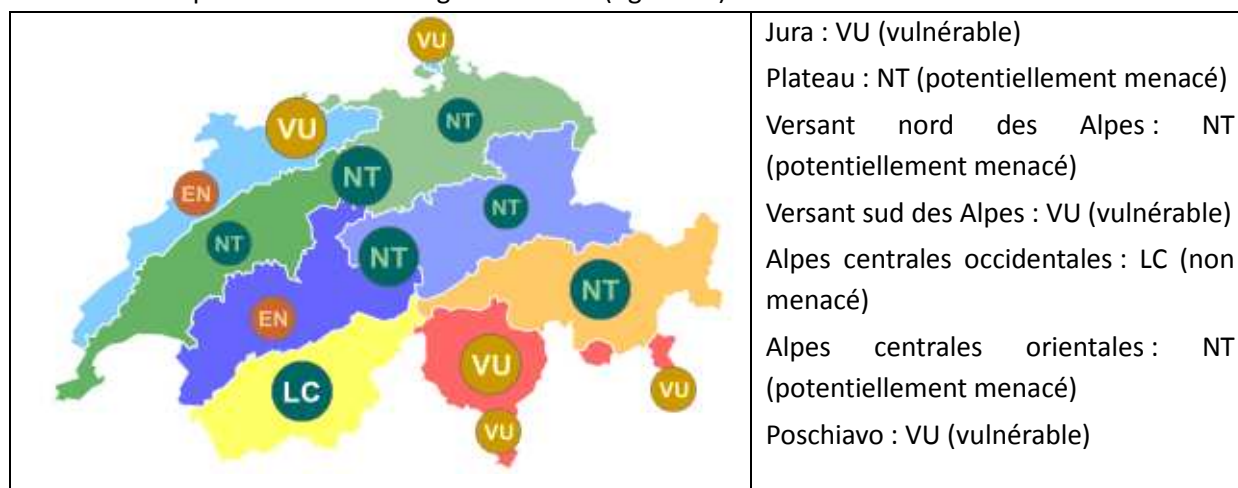 VU
VU
NT
NT
EN
NT
NT
NT
NT
EN
VU
LC
VU
VU
Jura : VU (vulnérable)
Plateau : NT (potentiellement menacé)
Versant nord des Alpes : NT
(potentiellement menacé)
Versant sud des Alpes : VU (vulnérable)
Alpes centrales occidentales : LC (non
menacé)
Alpes centrales orientales : NT
(potentiellement menacé)
Poschiavo : VU (vulnérable)